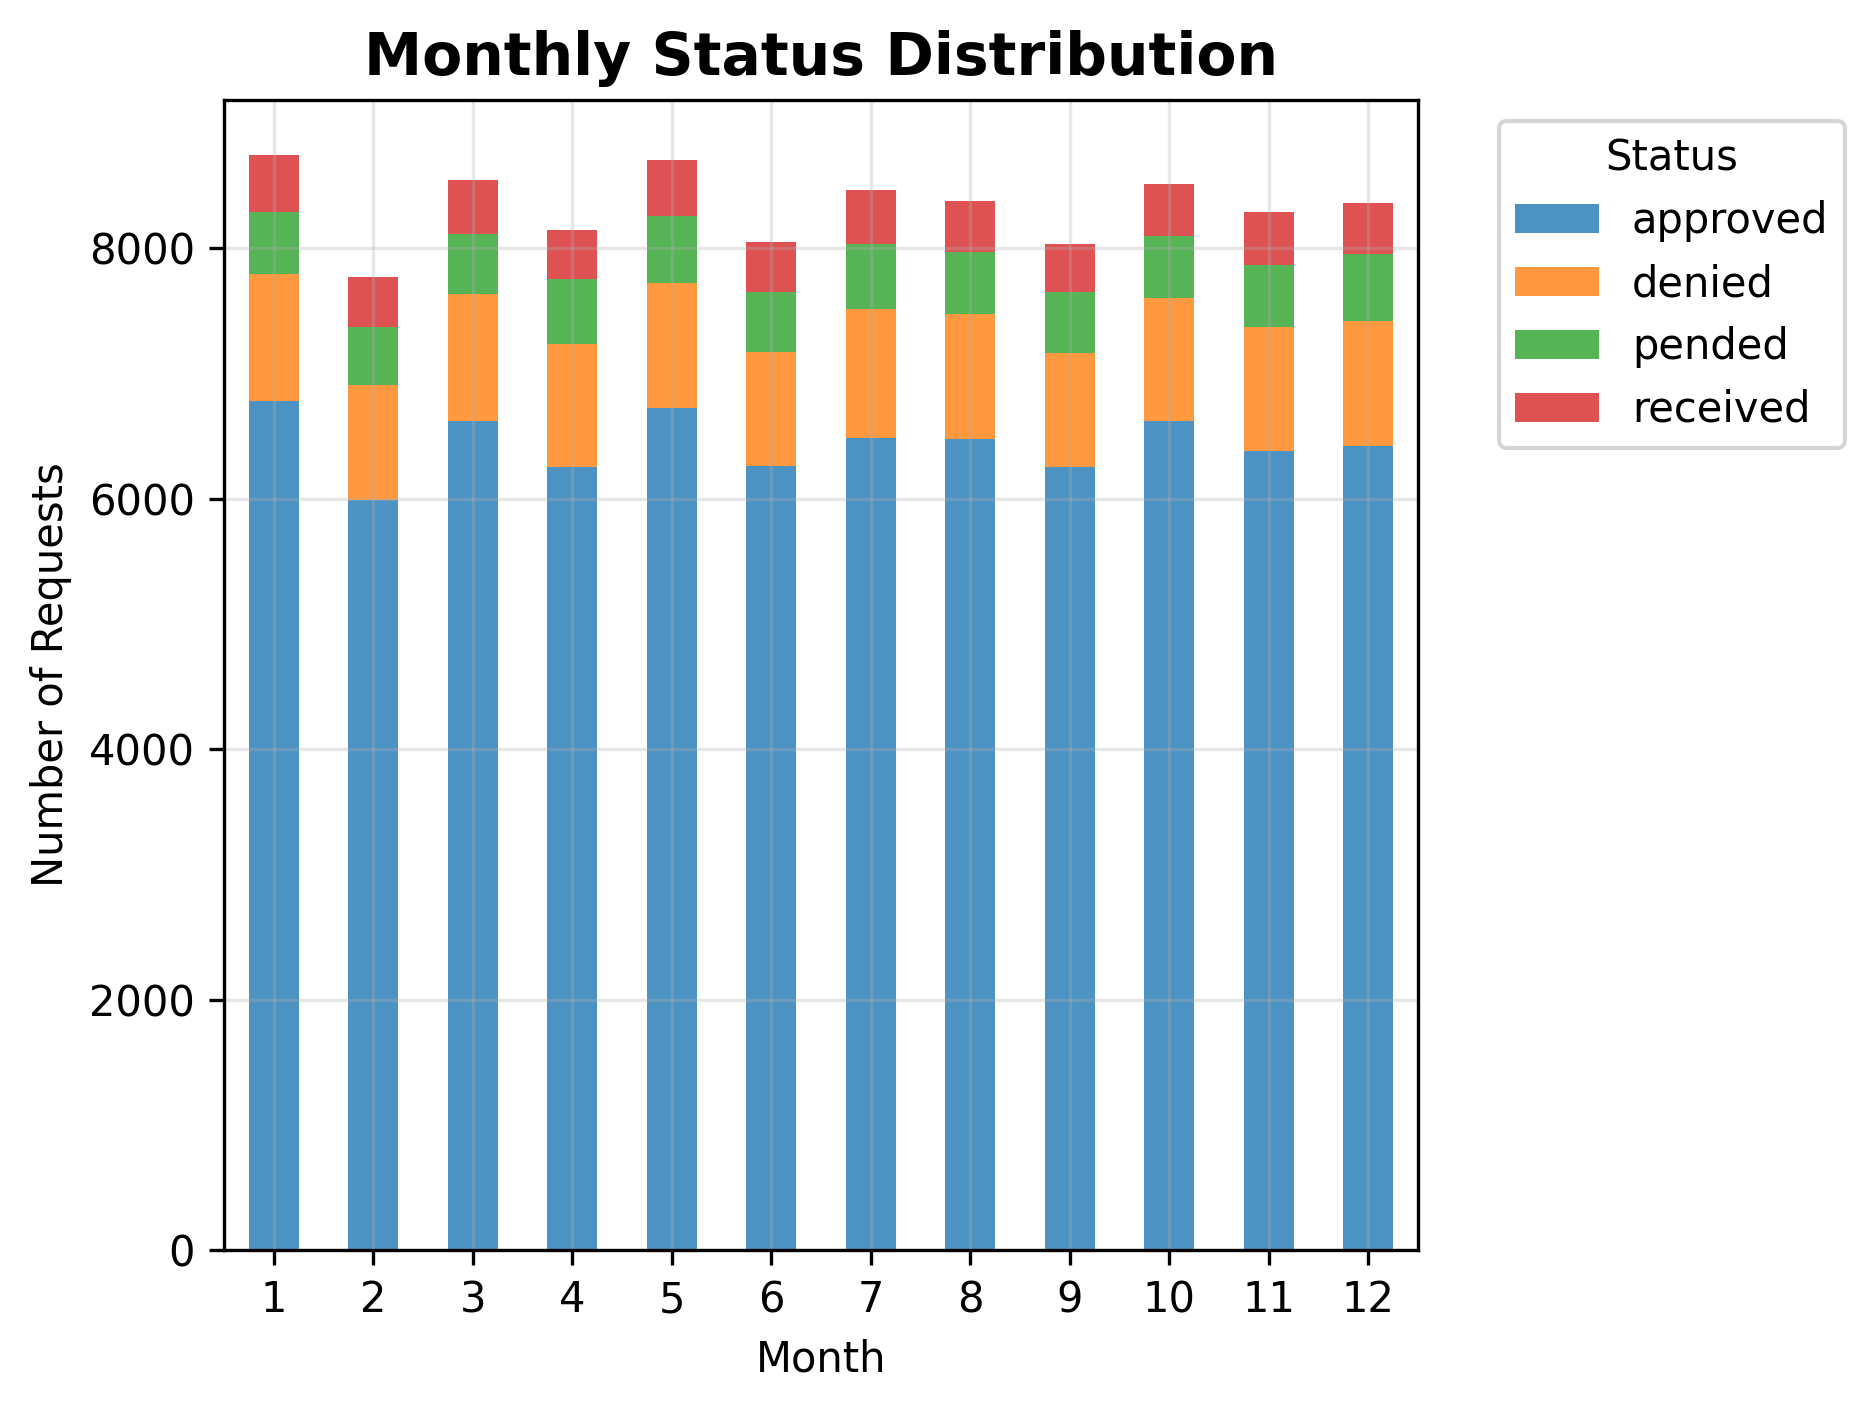 Monthly Status Distribution
Number of Requests
8000
6000
4000
2000
0
1 2 3 4 5 6 7 8 9 10 11 12
Month
Status
approved
denied
pended
received